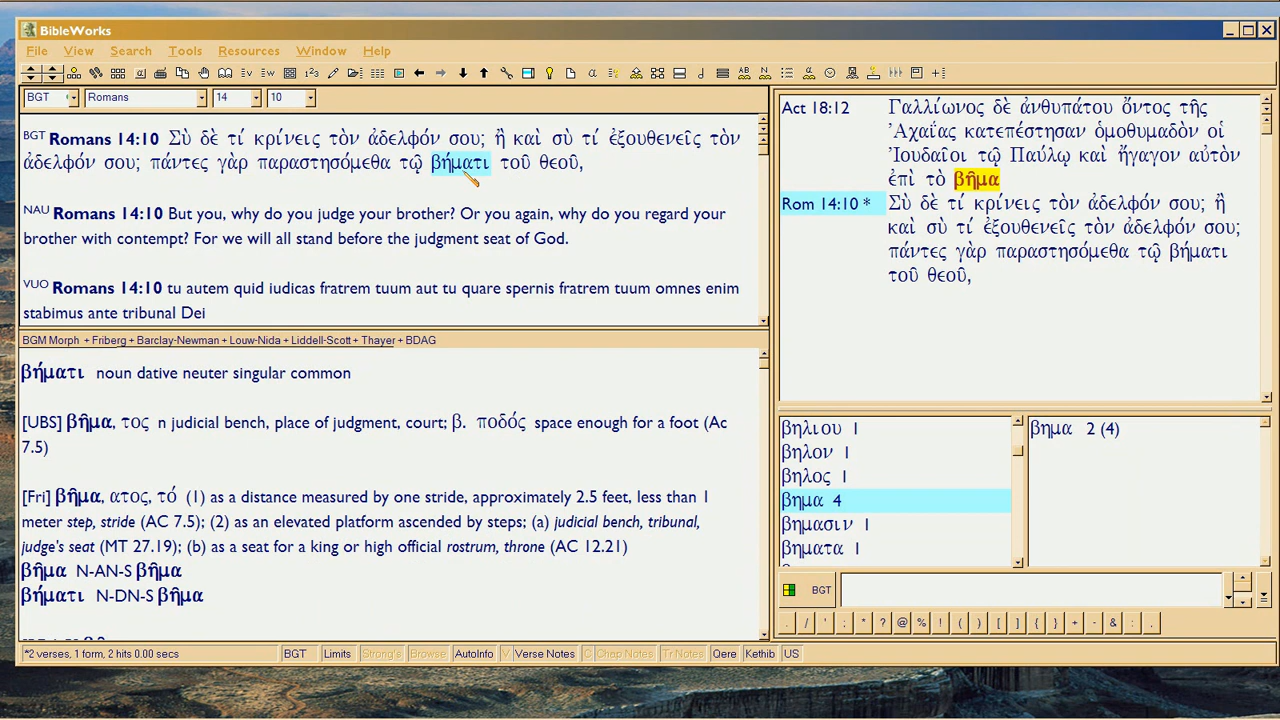 BibleWorks
File View Search Tools Resources Window Help
BGT Romans 14 10
BGT Romans 14:10 Σὺ δὲ τί κρίνεις τὸν ἀδελφόν σου; ἢ καὶ σὺ τί ἐξουθενεῖς τὸν
ἀδελφόν σου; πάντες γὰρ παραστησόμεθα τῷ βήματι τοῦ θεοῦ,
NAU Romans 14:10 But you, why do you judge your brother? Or you again, why do you regard your
brother with contempt? For we will all stand before the judgment seat of God.
VUO Romans 14:10 tu autem quid iudicas fratrem tuum aut tu quare spernis fratrem tuum omnes enim
stabimus ante tribunal Dei
BGM Morph + Friberg + Barclay-Newman + Louw-Nida + Liddell-Scott + Thayer + BDAG
βήματι noun dative neuter singular common
[UBS] βῆμα, τος n judicial bench, place of judgment, court; β. ποδός space enough for a foot (Ac
7.5)
[Fri] βῆμα, ατος, τό (1) as a distance measured by one stride, approximately 2.5 feet, less than 1
meter step, stride (AC 7.5); (2) as an elevated platform ascended by steps; (a) judicial bench, tribunal,
judge's seat (MT 27.19); (b) as a seat for a king or high official rostrum, throne (AC 12.21)
βῆμα N-AN-S βῆμα
βήματι N-DN-S βῆμα
Act 18:12 Γαλλίωνος δὲ ἀνθυπάτου ὄντος τῆς
Ἀχαΐας κατεπέστησαν ὁμοθυμαδὸν οἱ
Ἰουδαῖοι τῷ Παύλῳ καὶ ἤγαγον αὐτὸν
ἐπὶ τὸ βῆμα
Rom 14:10 * Σὺ δὲ τί κρίνεις τὸν ἀδελφόν σου; ἢ
καὶ σὺ τί ἐξουθενεῖς τὸν ἀδελφόν σου;
πάντες γὰρ παραστησόμεθα τῷ βήματι
τοῦ θεοῦ,
βηλιου 1
βηλον 1
βηλος 1
βημα 4
βημασιν 1
βηματα 1
βημα 2 (4)
BGT
. / ' ; * ? @ % ! ( ) [ ] { } + - & : ,
*2 verses, 1 form, 2 hits 0.00 secs BGT Limits Strong's Browse AutoInfo V Verse Notes C Chap Notes Tr Notes Qere Kethib US